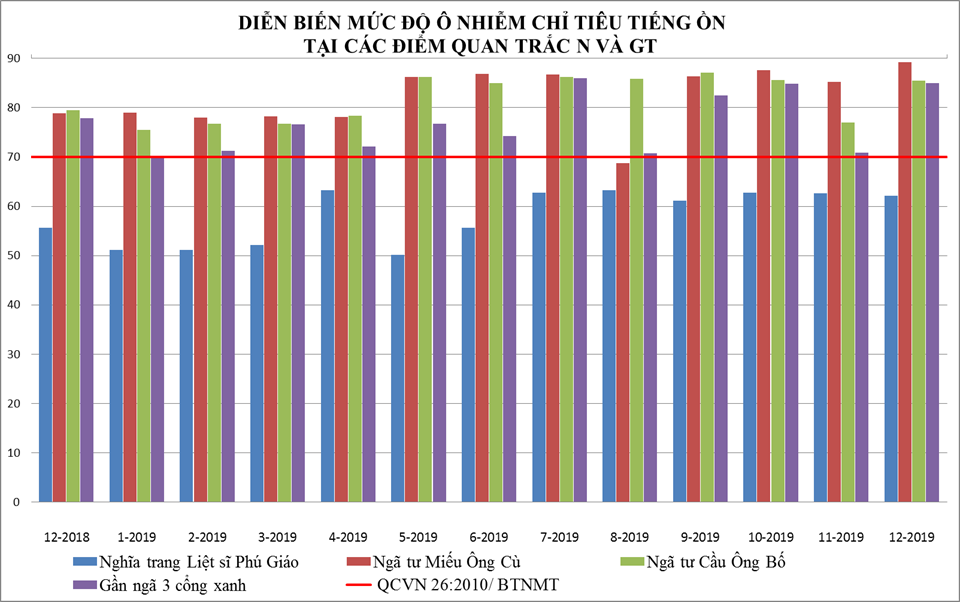 DIỄN BIẾN MỨC ĐỘ Ô NHIỄM CHỈ TIÊU TIẾNG ỒN
TẠI CÁC ĐIỂM QUAN TRẮC N VÀ GT
90
80
70
60
50
40
30
20
10
0
12-2018 1-2019 2-2019 3-2019 4-2019 5-2019 6-2019 7-2019 8-2019 9-2019 10-2019 11-2019 12-2019
Nghĩa trang Liệt sĩ Phú Giáo Ngã tư Miếu Ông Cù Ngã tư Cầu Ông Bố
Gần ngã 3 cổng xanh QCVN 26:2010/ BTNMT